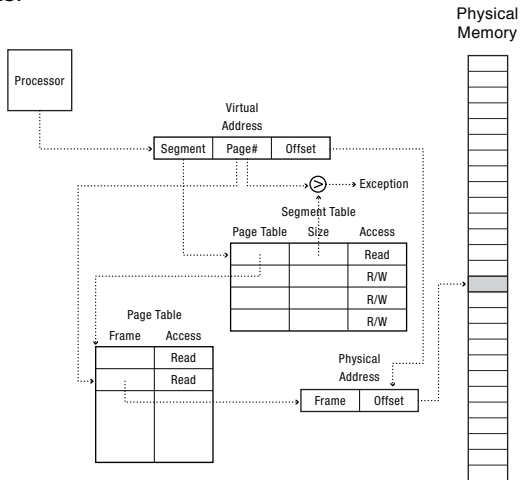 Physical
Memory
Processor
Virtual
Address
Segment Page# Offset
> Exception
Segment Table
Page Table Size Access
Read
R/W
R/W
R/W
Page Table
Frame Access
Read
Read
Physical
Address
Frame Offset